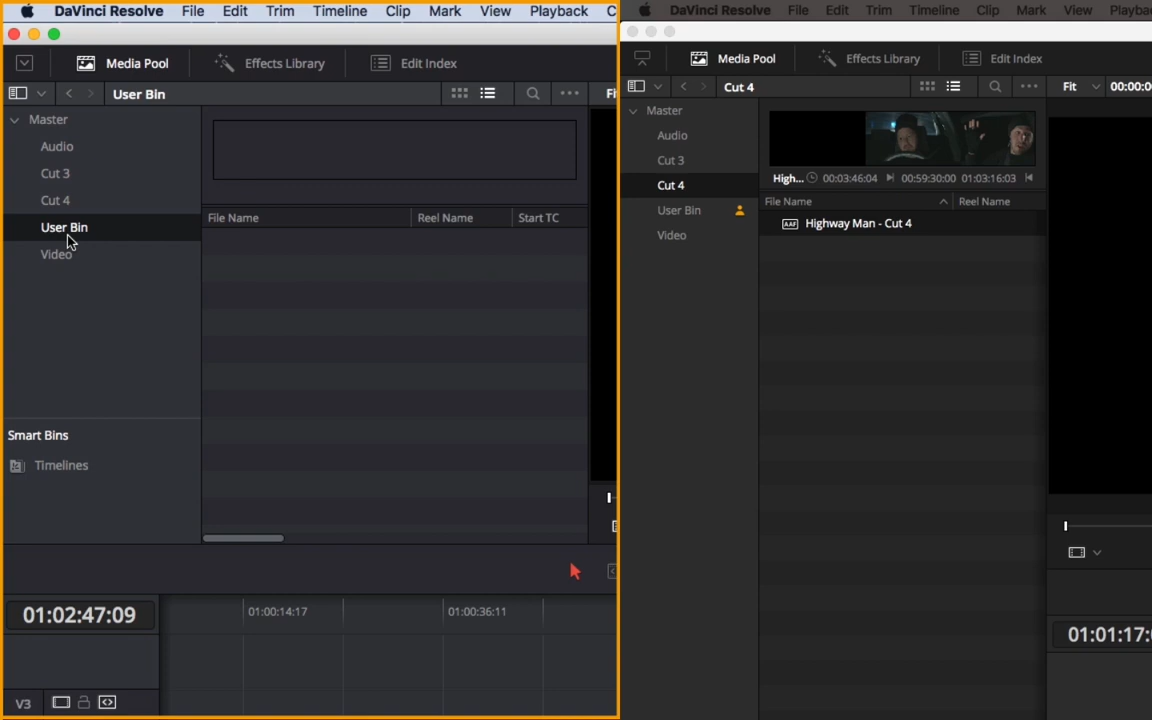 DaVinci Resolve File Edit Trim Timeline Clip Mark View Playback
Media Pool Effects Library Edit Index
User Bin
Master
Audio
Cut 3
Cut 4
User Bin
Video
Smart Bins
Timelines
File Name Reel Name Start TC
01:02:47:09
01:00:14:17 01:00:36:11
V3
DaVinci Resolve File Edit Trim Timeline Clip Mark View
Media Pool Effects Library Edit Index
Cut 4 Fit
Master
Audio
Cut 3
Cut 4
User Bin
Video
High... 00:03:46:04 00:59:30:00 01:03:16:03
File Name Reel Name
AAF Highway Man - Cut 4
01:01:17: